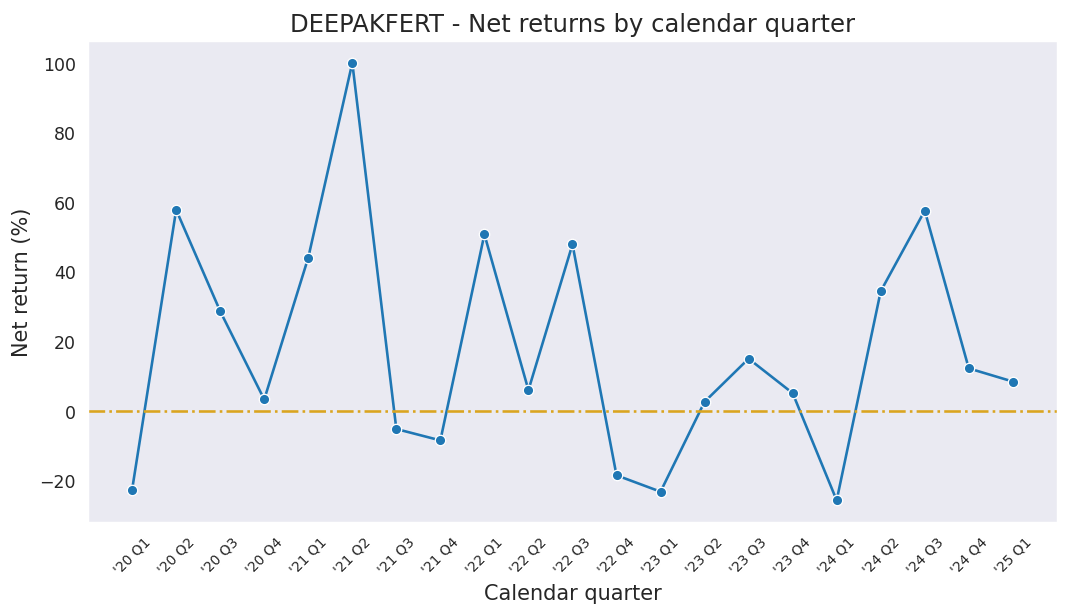 DEEPAKFERT - Net returns by calendar quarter
Net return (%)
100
80
60
40
20
0
−20
'20 Q1
'20 Q2
'20 Q3
'20 Q4
'21 Q1
'21 Q2
'21 Q3
'21 Q4
'22 Q1
'22 Q2
'22 Q3
'22 Q4
'23 Q1
'23 Q2
'23 Q3
'23 Q4
'24 Q1
'24 Q2
'24 Q3
'24 Q4
'25 Q1
Calendar quarter